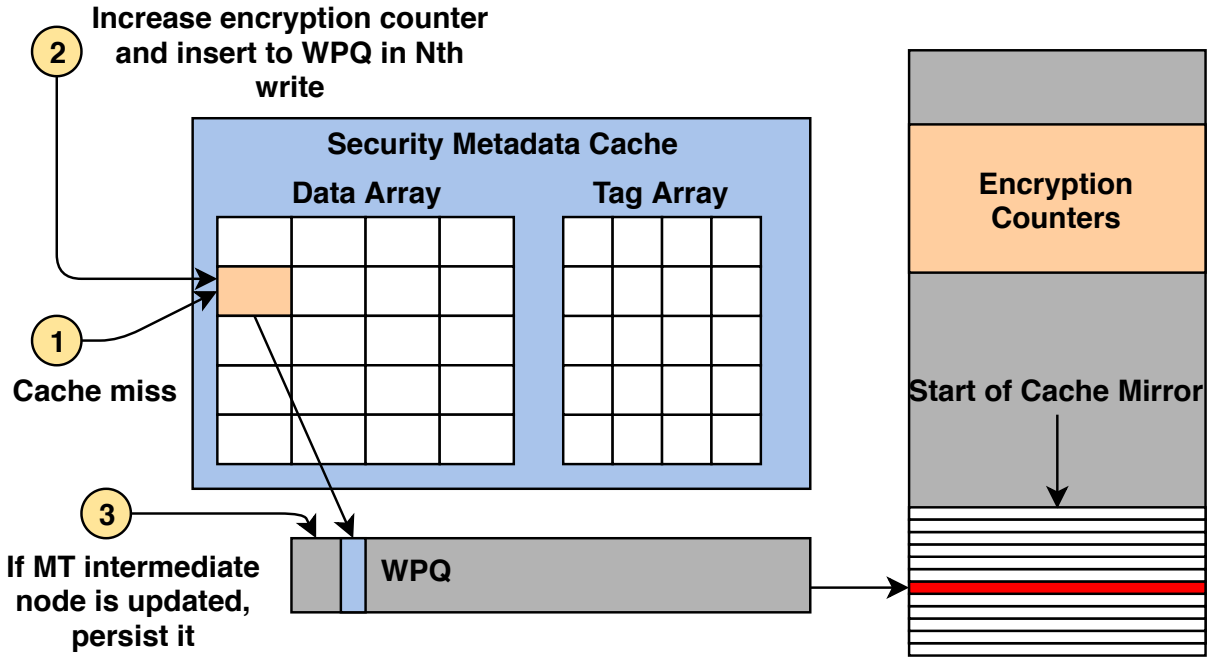 2
Increase encryption counter
and insert to WPQ in Nth
write
Security Metadata Cache
Data Array
Tag Array
1
Cache miss
3
If MT intermediate
node is updated,
persist it
WPQ
Encryption
Counters
Start of Cache Mirror